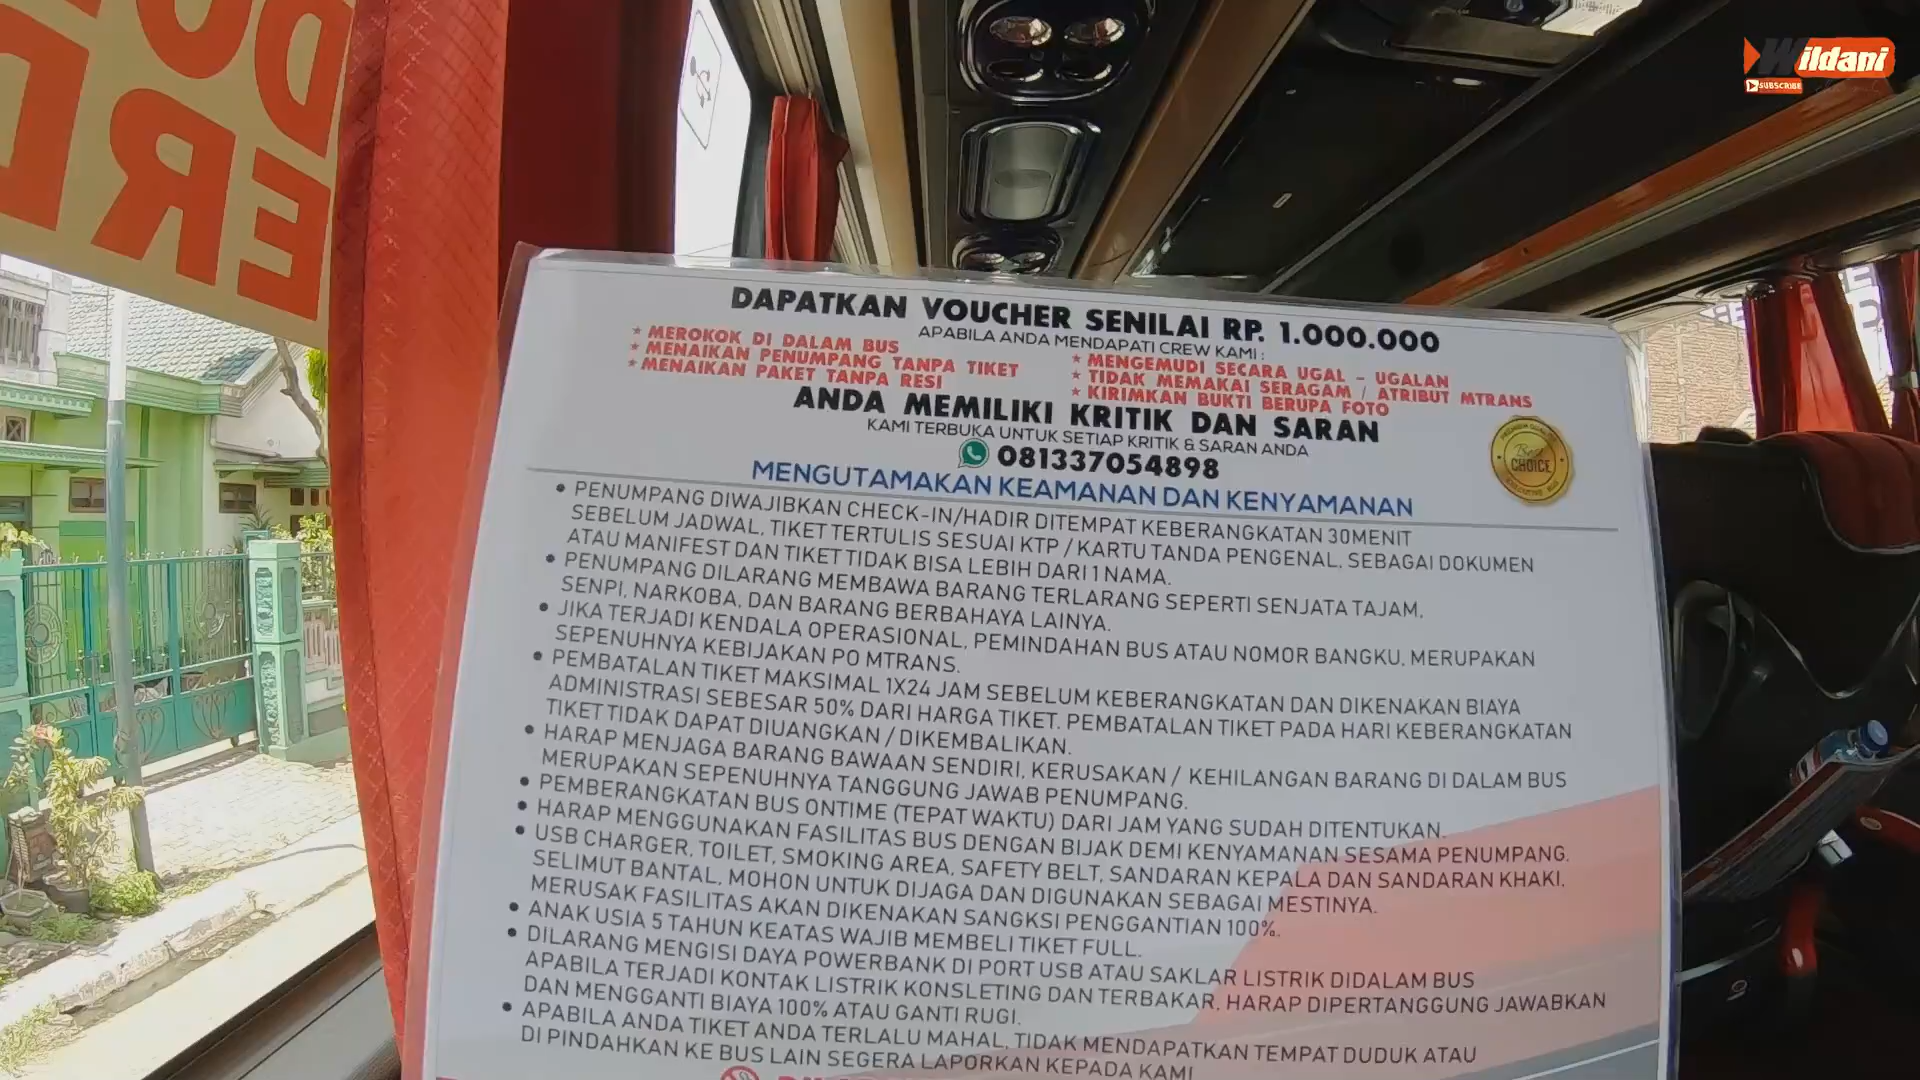 Wildani
SUBSCRIBE
DAPATKAN VOUCHER SENILAI RP. 1.000.000
APABILA ANDA MENDAPATI CREW KAMI :
* MEROKOK DI DALAM BUS
* MENAIKAN PENUMPANG TANPA TIKET
* MENAIKAN PAKET TANPA RESI
* MENGEMUDI SECARA UGAL - UGALAN
* TIDAK MEMAKAI SERAGAM / ATRIBUT MTRANS
* KIRIMKAN BUKTI BERUPA FOTO
ANDA MEMILIKI KRITIK DAN SARAN
KAMI TERBUKA UNTUK SETIAP KRITIK & SARAN ANDA
081337054898
CHOICE
MENGUTAMAKAN KEAMANAN DAN KENYAMANAN
• PENUMPANG DIWAJIBKAN CHECK-IN/HADIR DITEMPAT KEBERANGKATAN 30MENIT
SEBELUM JADWAL, TIKET TERTULIS SESUAI KTP / KARTU TANDA PENGENAL, SEBAGAI DOKUMEN
ATAU MANIFEST DAN TIKET TIDAK BISA LEBIH DARI 1 NAMA.
• PENUMPANG DILARANG MEMBAWA BARANG TERLARANG SEPERTI SENJATA TAJAM,
SENPI, NARKOBA, DAN BARANG BERBAHAYA LAINYA.
• JIKA TERJADI KENDALA OPERASIONAL, PEMINDAHAN BUS ATAU NOMOR BANGKU, MERUPAKAN
SEPENUHNYA KEBIJAKAN PO MTRANS.
• PEMBATALAN TIKET MAKSIMAL 1X24 JAM SEBELUM KEBERANGKATAN DAN DIKENAKAN BIAYA
ADMINISTRASI SEBESAR 50% DARI HARGA TIKET. PEMBATALAN TIKET PADA HARI KEBERANGKATAN
TIKET TIDAK DAPAT DIUANGKAN / DIKEMBALIKAN.
• HARAP MENJAGA BARANG BAWAAN SENDIRI, KERUSAKAN / KEHILANGAN BARANG DI DALAM BUS
MERUPAKAN SEPENUHNYA TANGGUNG JAWAB PENUMPANG.
• PEMBERANGKATAN BUS ONTIME (TEPAT WAKTU) DARI JAM YANG SUDAH DITENTUKAN.
• HARAP MENGGUNAKAN FASILITAS BUS DENGAN BIJAK DEMI KENYAMANAN SESAMA PENUMPANG.
• USB CHARGER, TOILET, SMOKING AREA, SAFETY BELT, SANDARAN KEPALA DAN SANDARAN KHAKI,
SELIMUT BANTAL, MOHON UNTUK DIJAGA DAN DIGUNAKAN SEBAGAI MESTINYA.
MERUSAK FASILITAS AKAN DIKENAKAN SANGKSI PENGGANTIAN 100%.
• ANAK USIA 5 TAHUN KEATAS WAJIB MEMBELI TIKET FULL.
• DILARANG MENGISI DAYA POWERBANK DI PORT USB ATAU SAKLAR LISTRIK DIDALAM BUS
APABILA TERJADI KONTAK LISTRIK KONSLETING DAN TERBAKAR, HARAP DIPERTANGGUNG JAWABKAN
DAN MENGGANTI BIAYA 100% ATAU GANTI RUGI.
• APABILA ANDA TIKET ANDA TERLALU MAHAL, TIDAK MENDAPATKAN TEMPAT DUDUK ATAU
DI PINDAHKAN KE BUS LAIN SEGERA LAPORKAN KEPADA KAMI